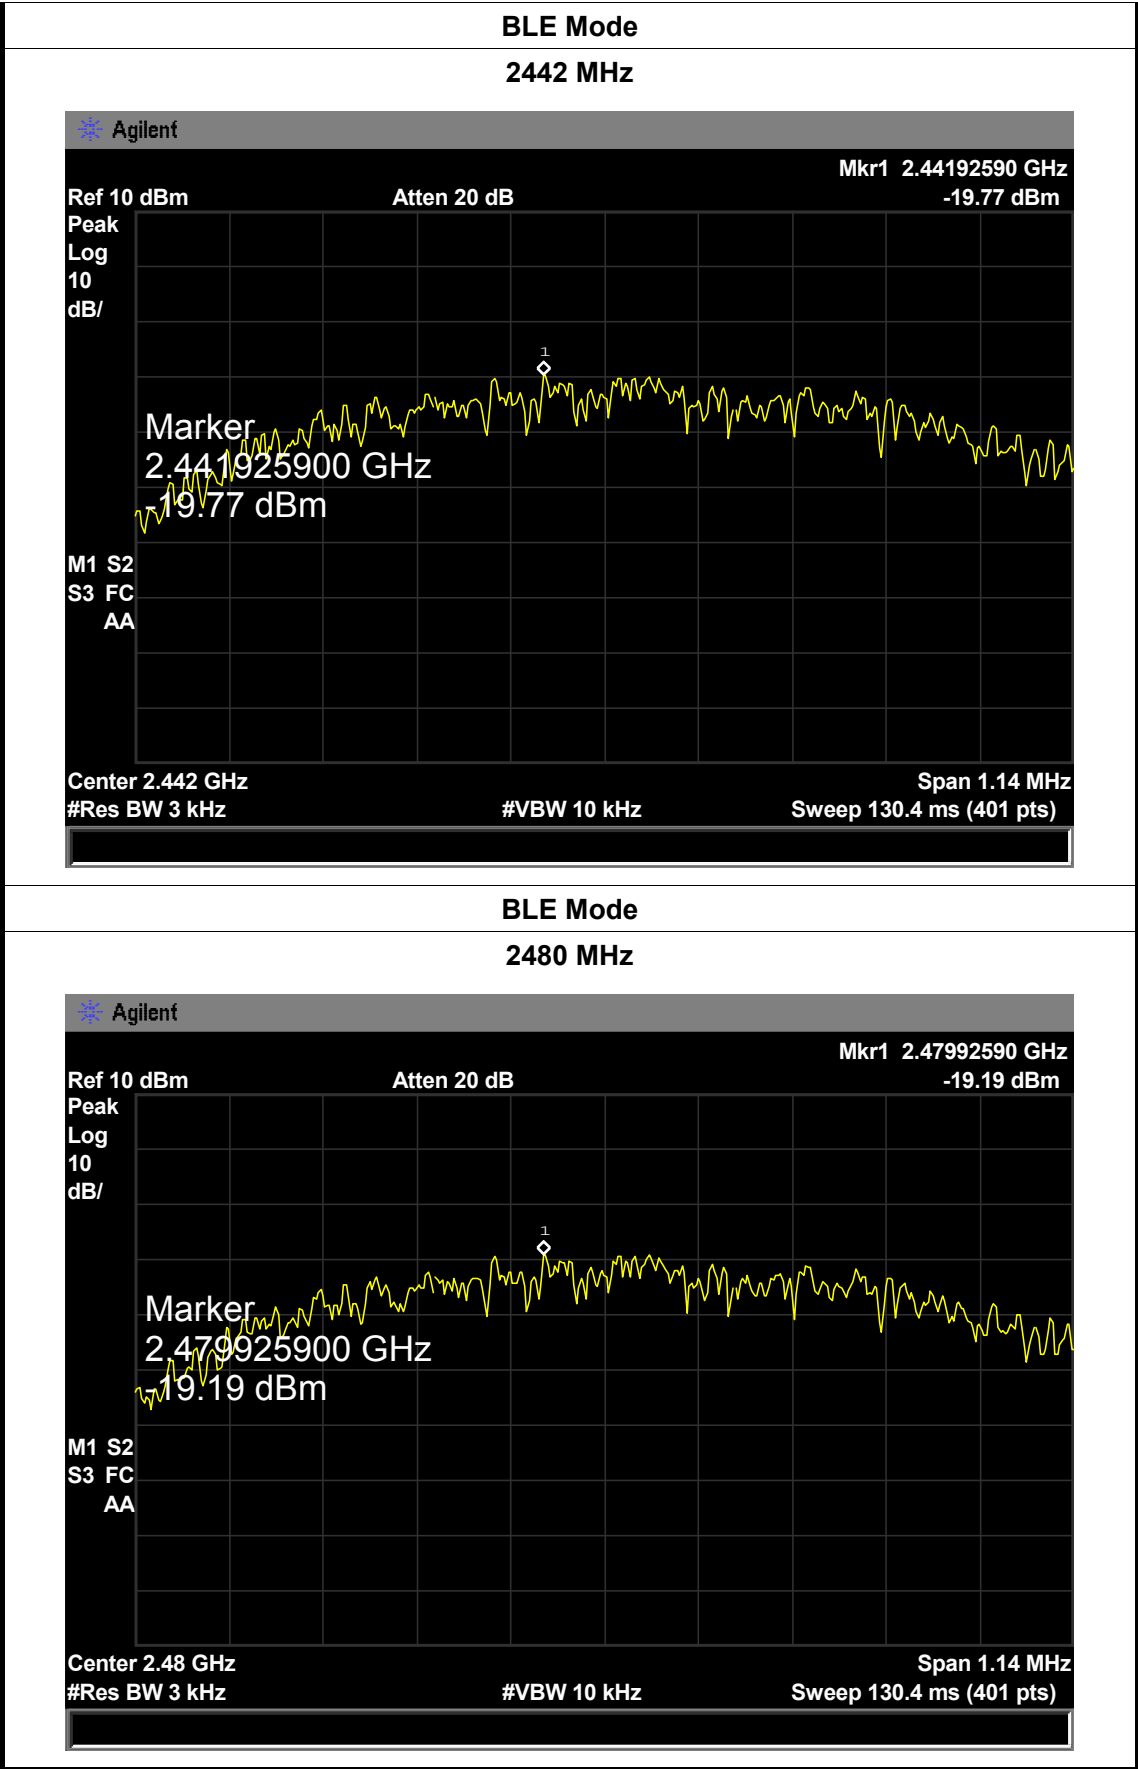 BLE Mode
2442 MHz
Agilent
Mkr1 2.44192590 GHz
Ref 10 dBm Atten 20 dB -19.77 dBm
Peak
Log
10
dB/
1
Marker
2.441925900 GHz
-19.77 dBm
M1 S2
S3 FC
AA
Center 2.442 GHz Span 1.14 MHz
#Res BW 3 kHz #VBW 10 kHz Sweep 130.4 ms (401 pts)
BLE Mode
2480 MHz
Agilent
Mkr1 2.47992590 GHz
Ref 10 dBm Atten 20 dB -19.19 dBm
Peak
Log
10
dB/
1
Marker
2.479925900 GHz
-19.19 dBm
M1 S2
S3 FC
AA
Center 2.48 GHz Span 1.14 MHz
#Res BW 3 kHz #VBW 10 kHz Sweep 130.4 ms (401 pts)